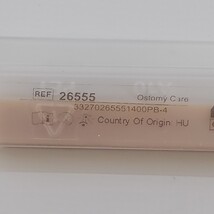 REF 26555 Ostomy Care
33270265551400PB-4
Country Of Origin: HU